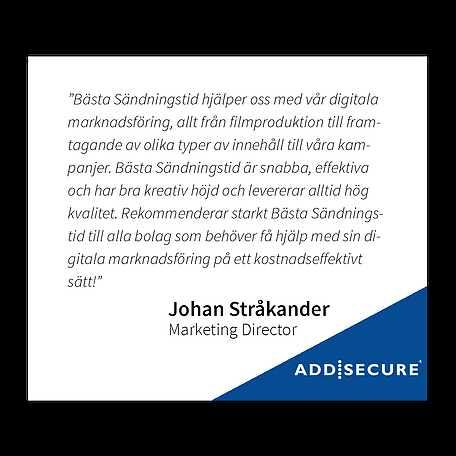 ”Bästa Sändningstid hjälper oss med vår digitala
marknadsföring, allt från filmproduktion till fram-
tagande av olika typer av innehåll till våra kam-
panjer. Bästa Sändningstid är snabba, effektiva
och har bra kreativ höjd och levererar alltid hög
kvalitet. Rekommenderar starkt Bästa Sändnings-
tid till alla bolag som behöver få hjälp med sin di-
gitala marknadsföring på ett kostnadseffektivt
sätt!”
Johan Stråkander
Marketing Director
ADDSECURE®